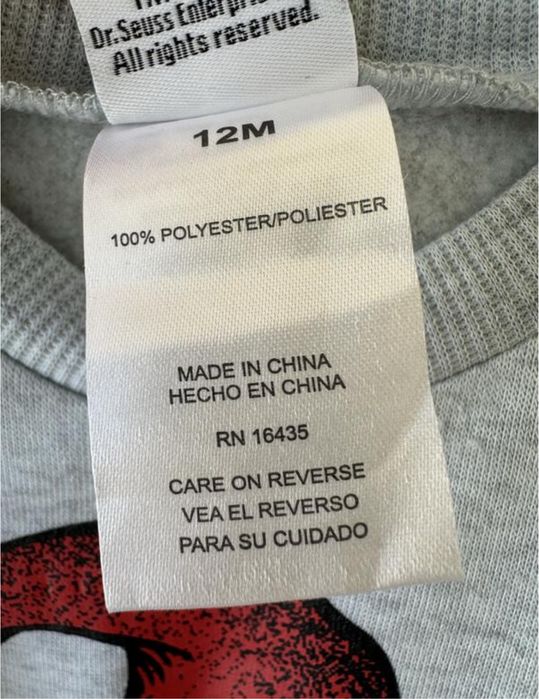 Dr. Seuss
All rights reserved.
12M
100% POLYESTER/POLIESTER
MADE IN CHINA
HECHO EN CHINA
RN 16435
CARE ON REVERSE
VEA EL REVERSO
PARA SU CUIDADO